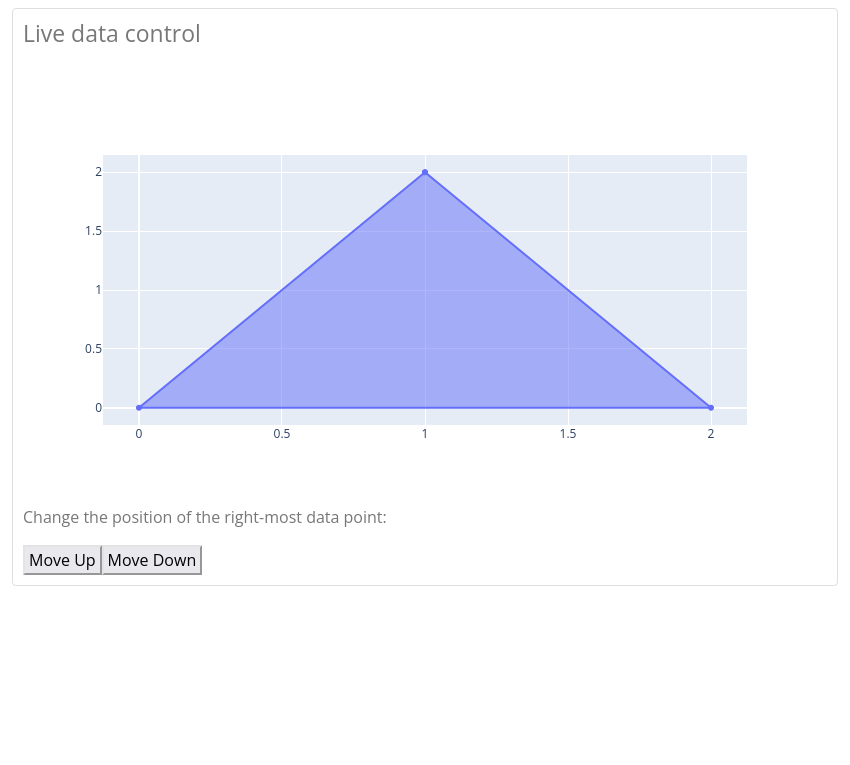 Live data control
2
1.5
1
0.5
0
0 0.5 1 1.5 2
Change the position of the right-most data point:
Move Up Move Down